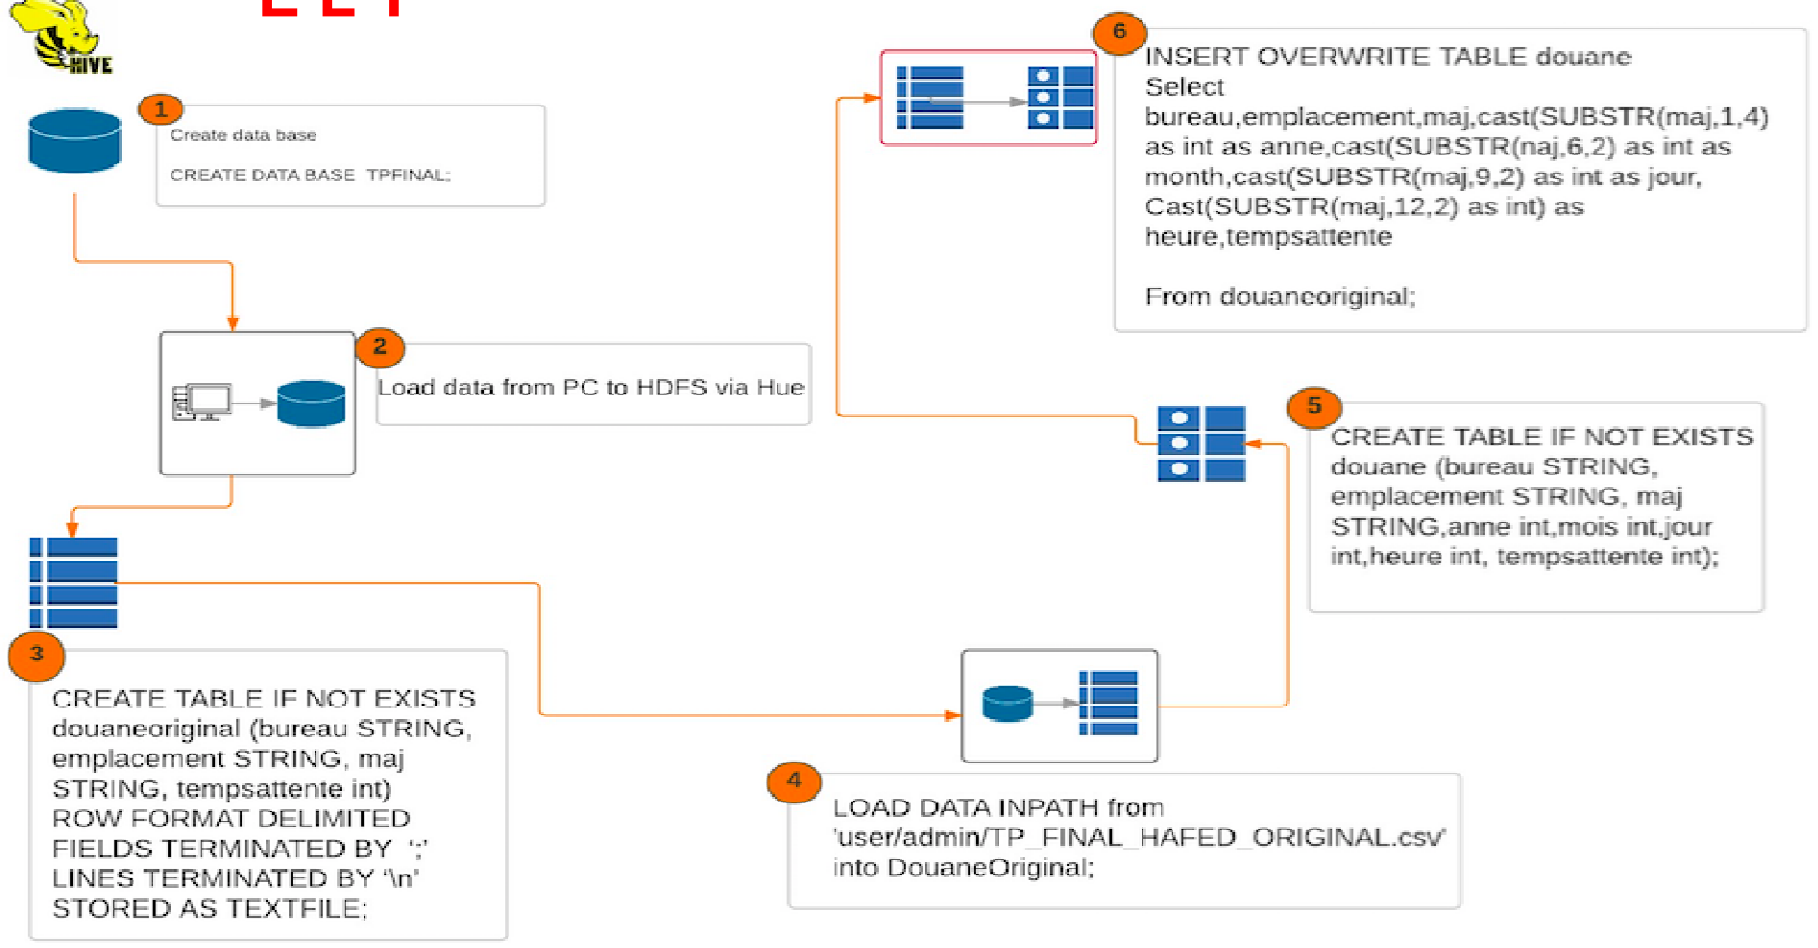 HIVE
1
Create data base
CREATE DATA BASE TPFINAL;
2
Load data from PC to HDFS via Hue
3
CREATE TABLE IF NOT EXISTS
douaneoriginal (bureau STRING,
emplacement STRING, maj
STRING, tempsattente int)
ROW FORMAT DELIMITED
FIELDS TERMINATED BY ‘;’
LINES TERMINATED BY ‘\n’
STORED AS TEXTFILE;
4
LOAD DATA INPATH from
'user/admin/TP_FINAL_HAFED_ORIGINAL.csv'
into DouaneOriginal;
5
CREATE TABLE IF NOT EXISTS
douane (bureau STRING,
emplacement STRING, maj
STRING,anne int,mois int,jour
int,heure int, tempsattente int);
6
INSERT OVERWRITE TABLE douane
Select
bureau,emplacement,maj,cast(SUBSTR(maj,1,4)
as int as anne,cast(SUBSTR(naj,6,2) as int as
month,cast(SUBSTR(maj,9,2) as int as jour,
Cast(SUBSTR(maj,12,2) as int) as
heure,tempsattente
From douaneoriginal;